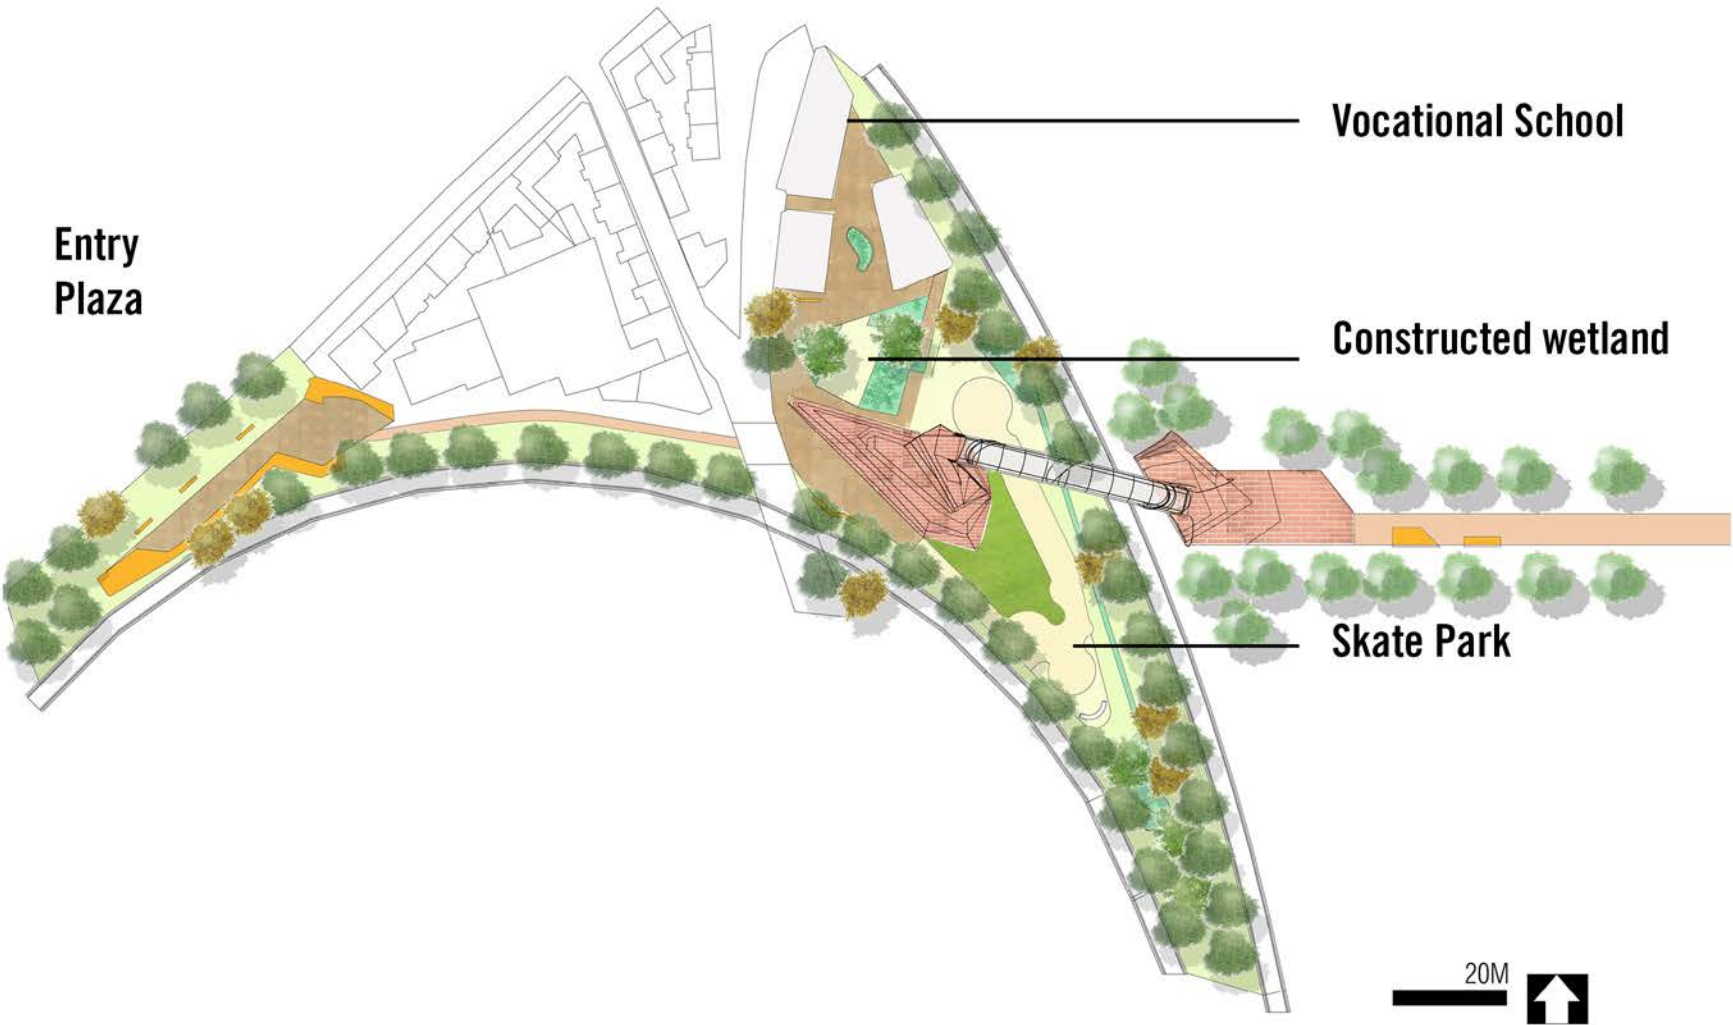 Vocational School
Entry
Plaza
Constructed wetland
Skate Park
20M